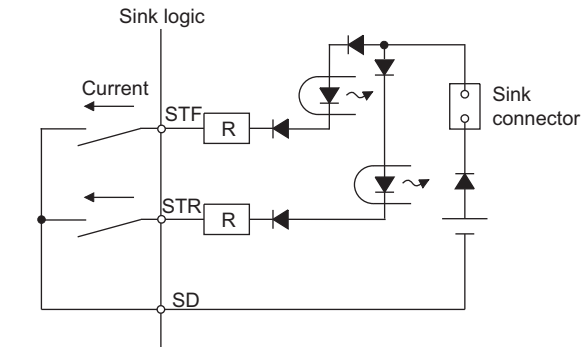 Sink logic
Current
STF
R
Sink
connector
STR
R
SD